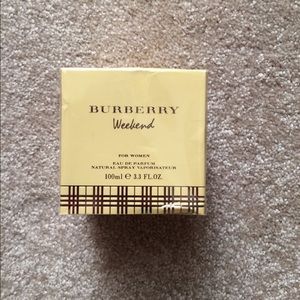 BURBERRY
Weekend
FOR WOMEN
EAU DE PARFUM
NATURAL SPRAY VAPORISATEUR
100ml ℮ 3.3 FL.OZ.